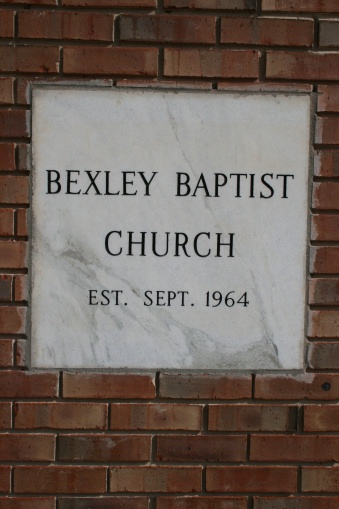 BEXLEY BAPTIST
CHURCH
EST. SEPT. 1964